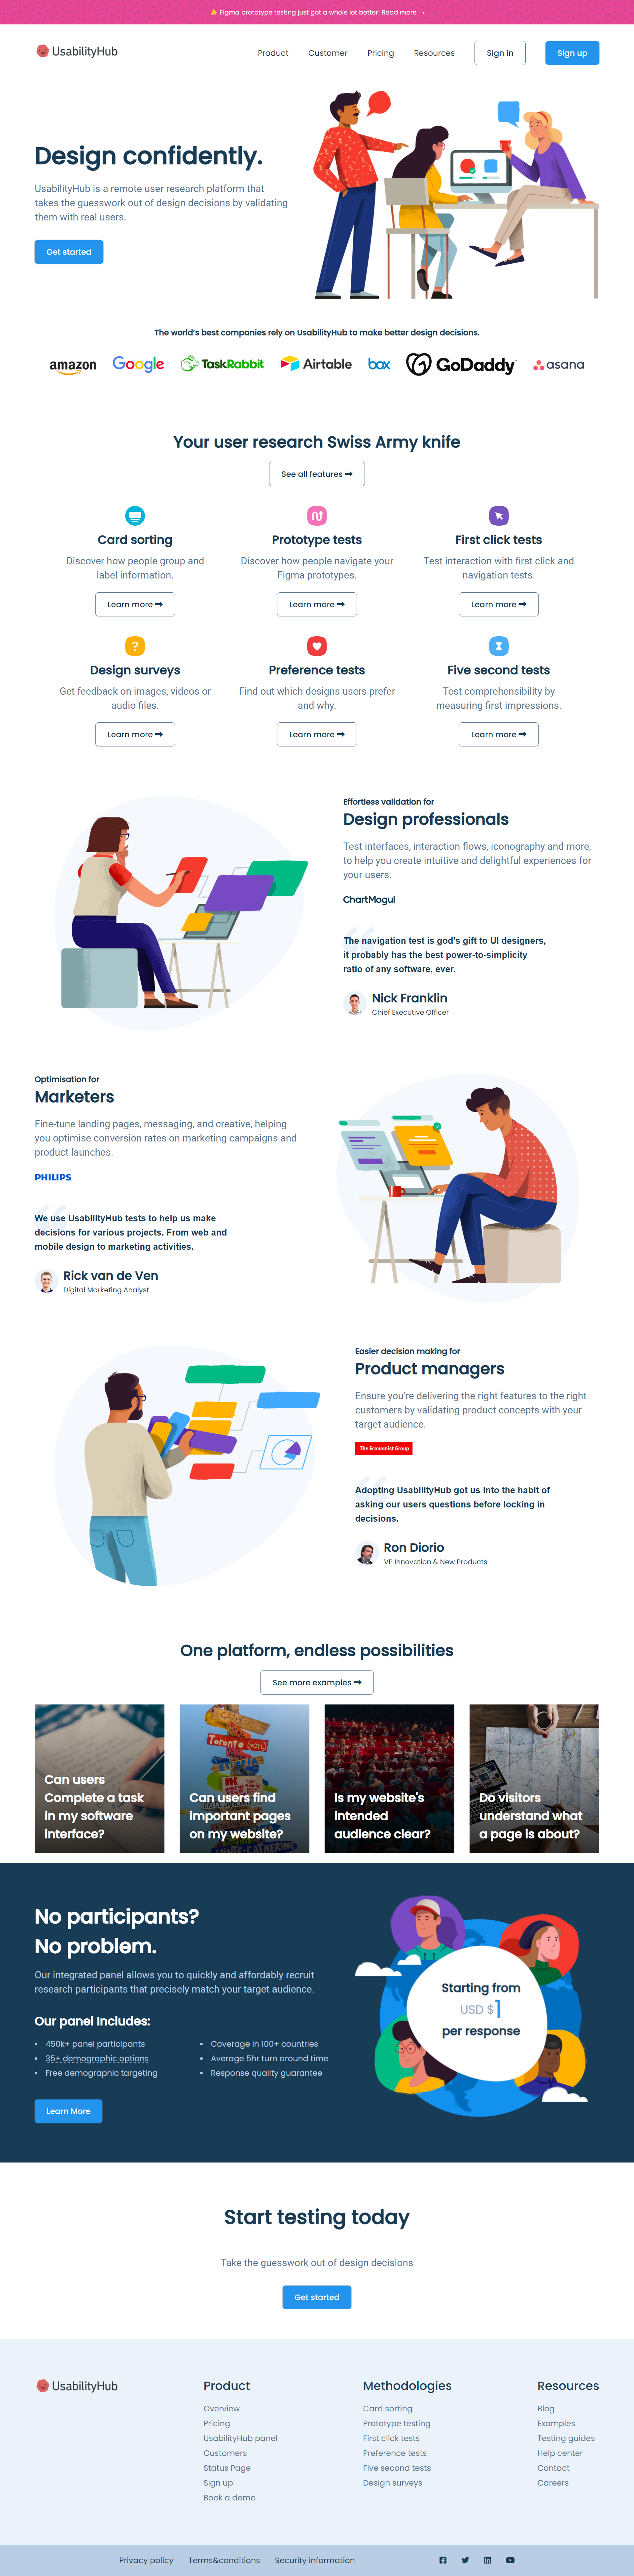 🎉 Figma prototype testing just got a whole lot better! Read more →
UsabilityHub
Product
Customer
Pricing
Resources
Sign in
Sign up
Design confidently.
UsabilityHub is a remote user research platform that
takes the guesswork out of design decisions by validating
them with real users.
Get started
The world's best companies rely on UsabilityHub to make better design decisions.
amazon
Google
TaskRabbit
Airtable
box
GoDaddy
asana
Your user research Swiss Army knife
See all features ➞
Card sorting
Discover how people group and
label information.
Learn more ➞
Prototype tests
Discover how people navigate your
Figma prototypes.
Learn more ➞
First click tests
Test interaction with first click and
navigation tests.
Learn more ➞
?
Design surveys
Get feedback on images, videos or
audio files.
Learn more ➞
Preference tests
Find out which designs users prefer
and why.
Learn more ➞
Five second tests
Test comprehensibility by
measuring first impressions.
Learn more ➞
Effortless validation for
Design professionals
Test interfaces, interaction flows, iconography and more,
to help you create intuitive and delightful experiences for
your users.
ChartMogul
The navigation test is god's gift to UI designers,
it probably has the best power-to-simplicity
ratio of any software, ever.
Nick Franklin
Chief Executive Officer
Optimisation for
Marketers
Fine-tune landing pages, messaging, and creative, helping
you optimise conversion rates on marketing campaigns and
product launches.
PHILIPS
We use UsabilityHub tests to help us make
decisions for various projects. From web and
mobile design to marketing activities.
Rick van de Ven
Digital Marketing Analyst
Easier decision making for
Product managers
Ensure you're delivering the right features to the right
customers by validating product concepts with your
target audience.
The Economist Group
Adopting UsabilityHub got us into the habit of
asking our users questions before locking in
decisions.
Ron Diorio
VP Innovation & New Products
One platform, endless possibilities
See more examples ➞
Can users
Complete a task
in my software
interface?
Toronto
Can users find
important pages
on my website?
Is my website's
intended
audience clear?
Do visitors
understand what
a page is about?
No participants?
No problem.
Our integrated panel allows you to quickly and affordably recruit
research participants that precisely match your target audience.
Our panel Includes:
• 450k+ panel participants
• 35+ demographic options
• Free demographic targeting
• Coverage in 100+ countries
• Average 5hr turn around time
• Response quality guarantee
Learn More
Starting from
USD $1
per response
Start testing today
Take the guesswork out of design decisions
Get started
UsabilityHub
Product
Overview
Pricing
UsabilityHub panel
Customers
Status Page
Sign up
Book a demo
Methodologies
Card sorting
Prototype testing
First click tests
Preference tests
Five second tests
Design surveys
Resources
Blog
Examples
Testing guides
Help center
Contact
Careers
Privacy policy
Terms&conditions
Security information